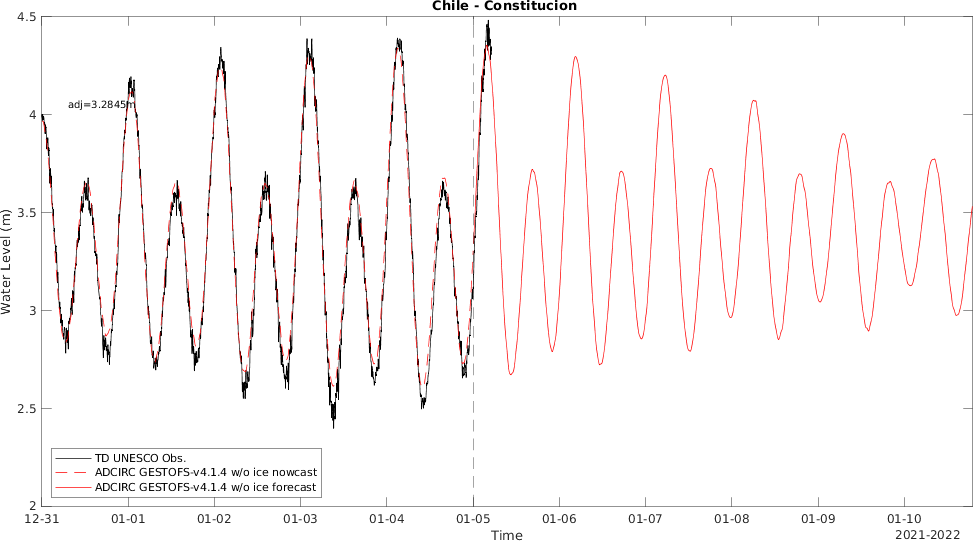 Chile - Constitucion
4.5
4
3.5
3
2.5
2
Water Level (m)
adj=3.2845m
TD UNESCO Obs.
ADCIRC GESTOFS-v4.1.4 w/o ice nowcast
ADCIRC GESTOFS-v4.1.4 w/o ice forecast
12-31 01-01 01-02 01-03 01-04 01-05 01-06 01-07 01-08 01-09 01-10
Time
2021-2022